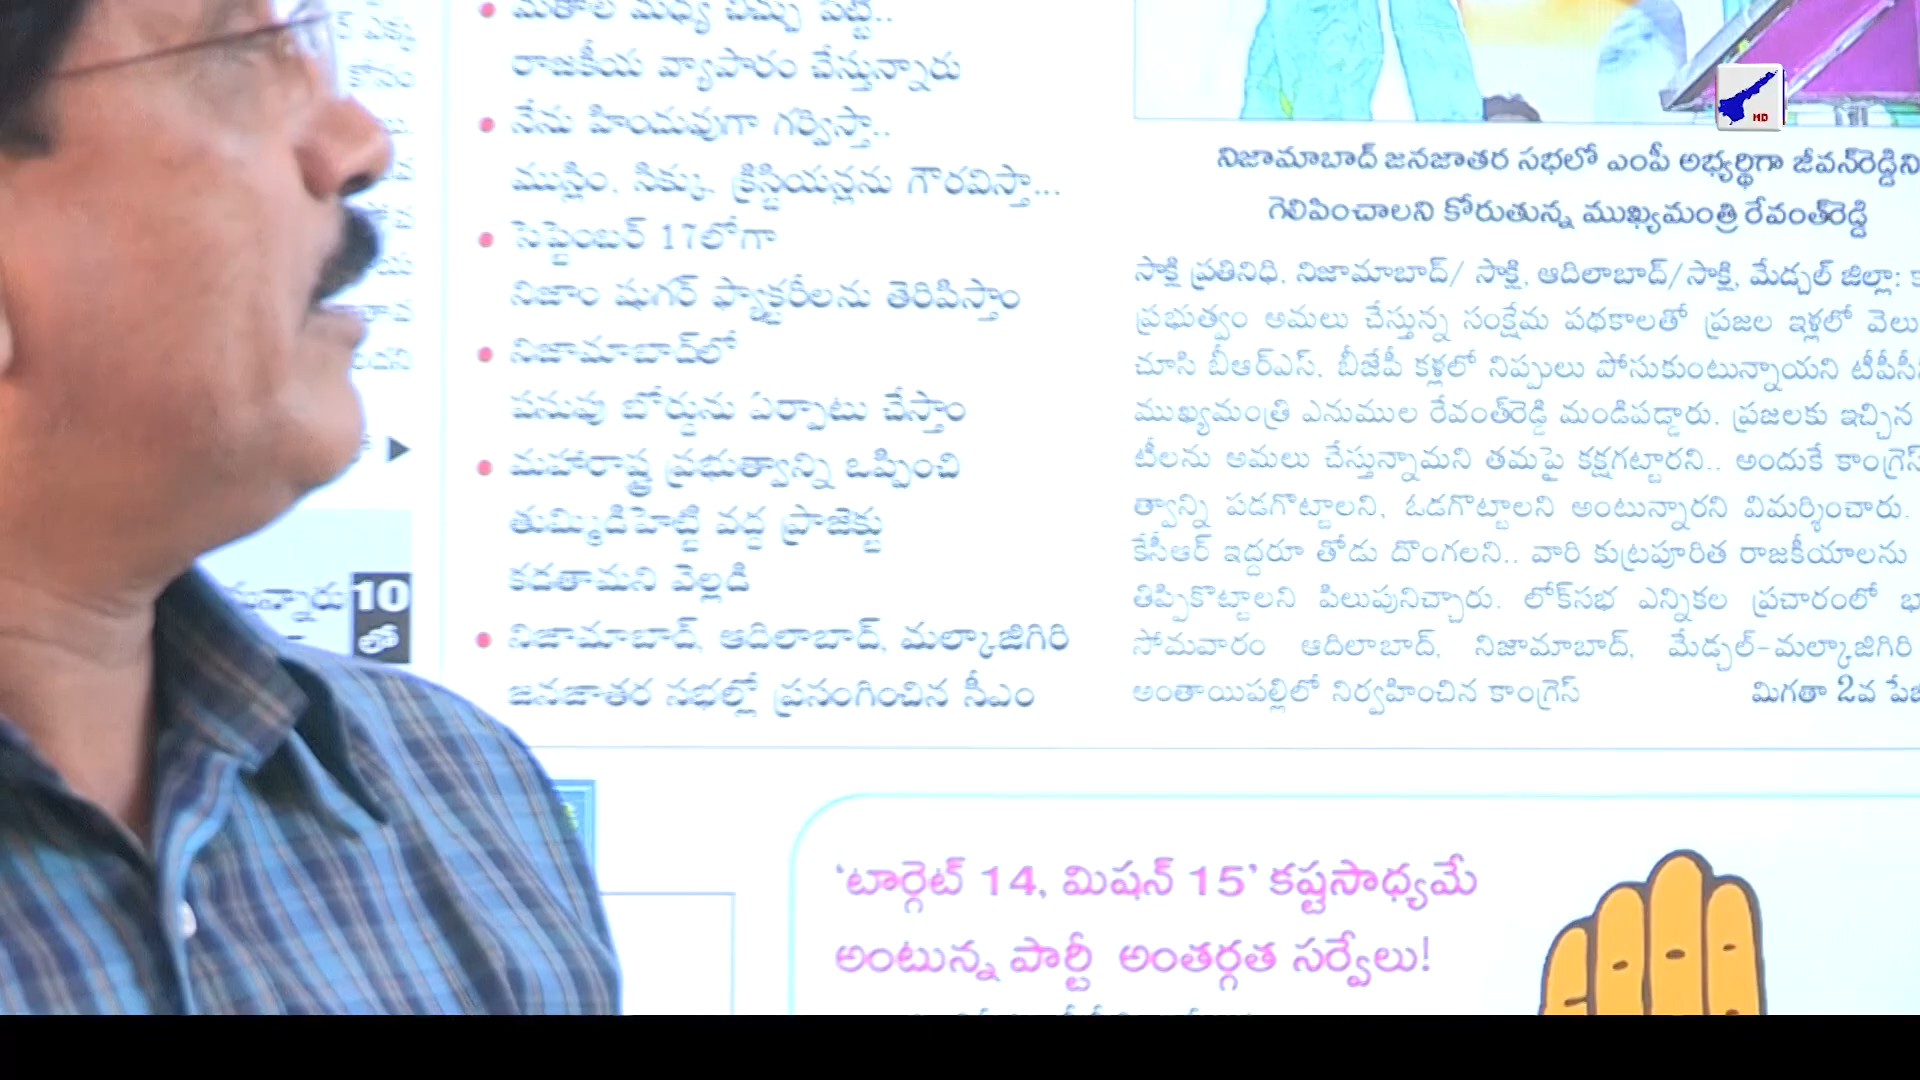 రాజకీయ వ్యాపారం చేస్తున్నారు
నేను హిందువుగా గర్విస్తా..
ముస్లిం, సిక్కు, క్రిస్టియన్లను గౌరవిస్తా...
సెప్టెంబర్ 17లోగా
నిజాం షుగర్ ఫ్యాక్టరీలను తెరిపిస్తాం
నిజామాబాద్‌లో
పసుపు బోర్డును ఏర్పాటు చేస్తాం
మహారాష్ట్ర ప్రభుత్వాన్ని ఒప్పించి
తుమ్మిడిహెట్టి వద్ద ప్రాజెక్టు
కడతామని వెల్లడి
నిజామాబాద్, ఆదిలాబాద్, మల్కాజిగిరి
జనజాతర సభల్లో ప్రసంగించిన సీఎం
10
లో
MD
నిజామాబాద్ జనజాతర సభలో ఎంపీ అభ్యర్థిగా జీవన్‌రెడ్డిని
గెలిపించాలని కోరుతున్న ముఖ్యమంత్రి రేవంత్‌రెడ్డి
సాక్షి ప్రతినిధి, నిజామాబాద్/ సాక్షి, ఆదిలాబాద్/సాక్షి, మేడ్చల్ జిల్లా:
ప్రభుత్వం అమలు చేస్తున్న సంక్షేమ పథకాలతో ప్రజల ఇళ్లలో వెలు
చూసి బీఆర్ఎస్, బీజేపీ కళ్లలో నిప్పులు పోసుకుంటున్నాయని టీపీసీ
ముఖ్యమంత్రి ఎనుముల రేవంత్‌రెడ్డి మండిపడ్డారు. ప్రజలకు ఇచ్చిన
టీలను అమలు చేస్తున్నామని తమపై కక్షగట్టారని.. అందుకే కాంగ్రెస్
త్వాన్ని పడగొట్టాలని, ఓడగొట్టాలని అంటున్నారని విమర్శించారు.
కేసీఆర్ ఇద్దరూ తోడు దొంగలని.. వారి కుట్రపూరిత రాజకీయాలను
తిప్పికొట్టాలని పిలుపునిచ్చారు. లోక్‌సభ ఎన్నికల ప్రచారంలో
సోమవారం ఆదిలాబాద్, నిజామాబాద్, మేడ్చల్-మల్కాజిగిరి
అంతాయిపల్లిలో నిర్వహించిన కాంగ్రెస్
మిగతా 2వ పేజ
'టార్గెట్ 14, మిషన్ 15' కష్టసాధ్యమే
అంటున్న పార్టీ అంతర్గత సర్వేలు!